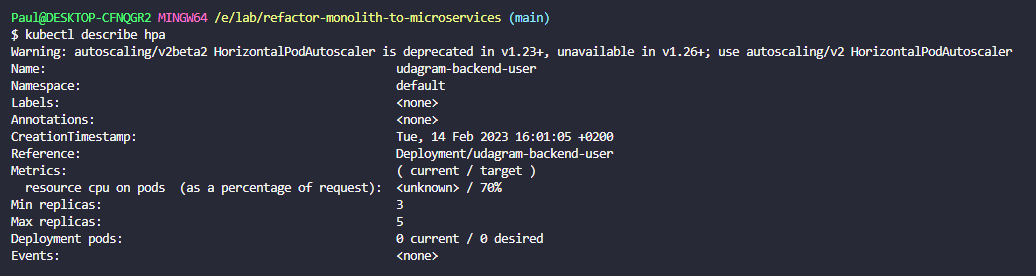 Paul@DESKTOP-CFNQGR2 MINGW64 /e/lab/refactor-monolith-to-microservices (main)
$ kubectl describe hpa
Warning: autoscaling/v2beta2 HorizontalPodAutoscaler is deprecated in v1.23+, unavailable in v1.26+; use autoscaling/v2 HorizontalPodAutoscaler
Name: udagram-backend-user
Namespace: default
Labels: <none>
Annotations: <none>
CreationTimestamp: Tue, 14 Feb 2023 16:01:05 +0200
Reference: Deployment/udagram-backend-user
Metrics: ( current / target )
resource cpu on pods (as a percentage of request): <unknown> / 70%
Min replicas: 3
Max replicas: 5
Deployment pods: 0 current / 0 desired
Events: <none>